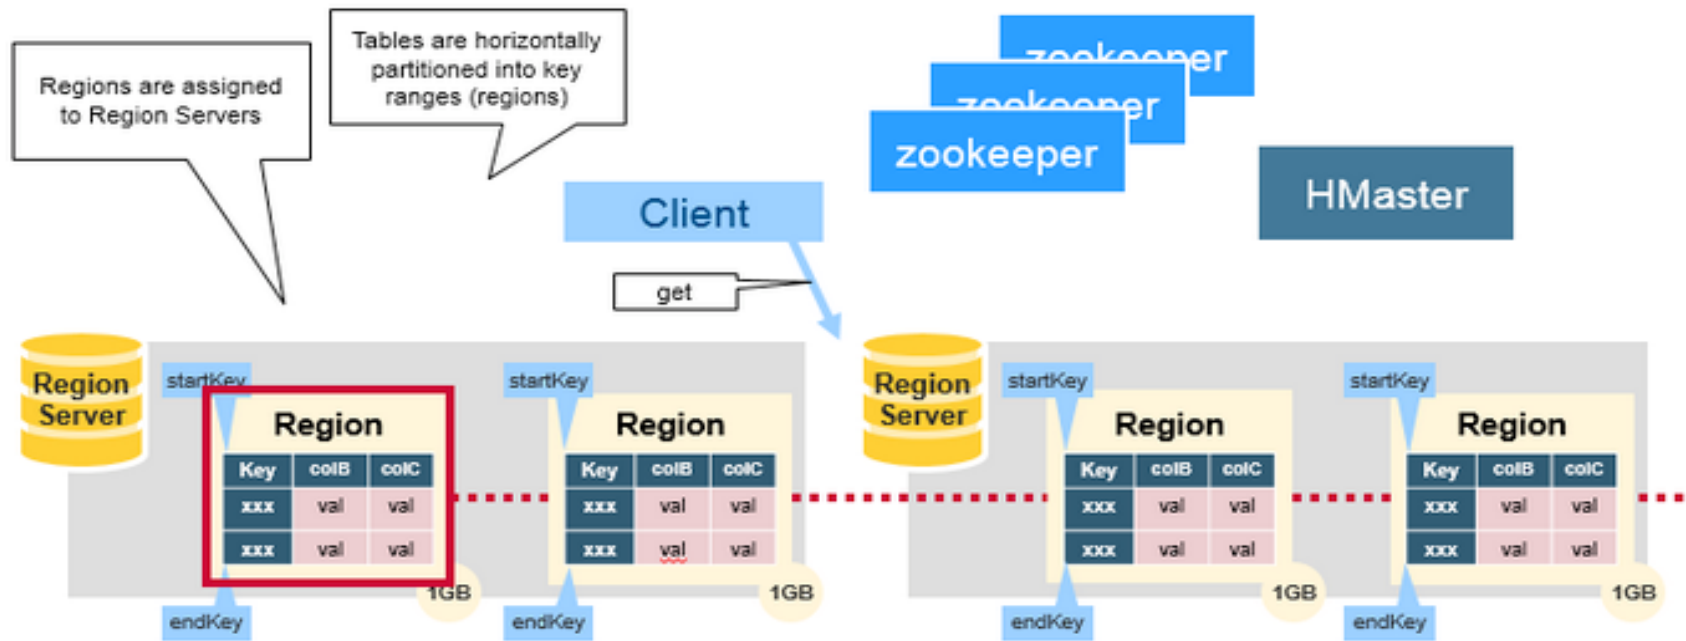 Regions are assigned
to Region Servers
Tables are horizontally
partitioned into key
ranges (regions)
zookeeper
zookeeper
zookeeper
HMaster
Client
get
Region
Server
startKey
Region
Key colB colC
xxx val val
xxx val val
1GB
endKey
startKey
Region
Key colB colC
xxx val val
xxx val val
1GB
endKey
Region
Server
startKey
Region
Key colB colC
xxx val val
xxx val val
1GB
endKey
startKey
Region
Key colB colC
xxx val val
xxx val val
1GB
endKey